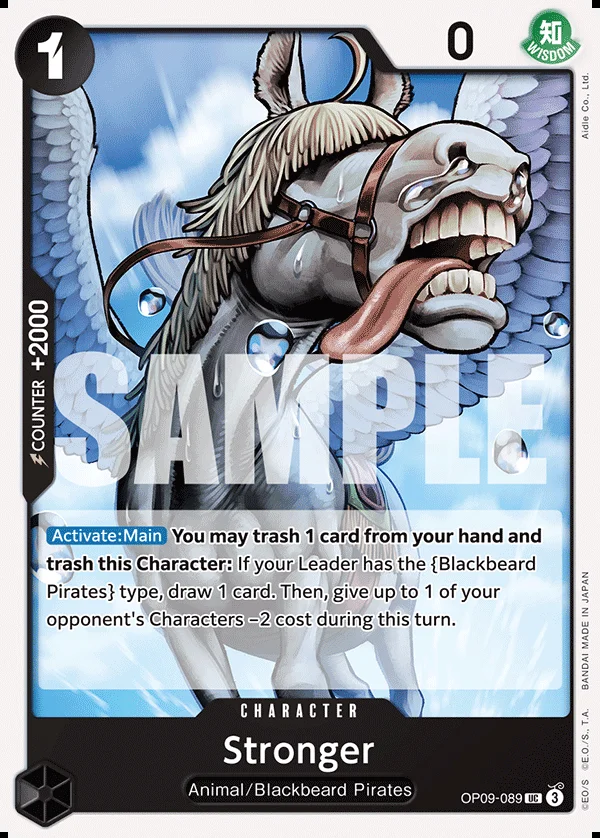 1
0
知
WISDOM
Aidle Co., Ltd.
COUNTER +2000
SAMPLE
Activate:Main You may trash 1 card from your hand and
trash this Character: If your Leader has the {Blackbeard
Pirates} type, draw 1 card. Then, give up to 1 of your
opponent's Characters −2 cost during this turn.
BANDAI MADE IN JAPAN
©EO/S ©E.O./S., T.A.
CHARACTER
Stronger
Animal/Blackbeard Pirates
OP09-089 UC 3